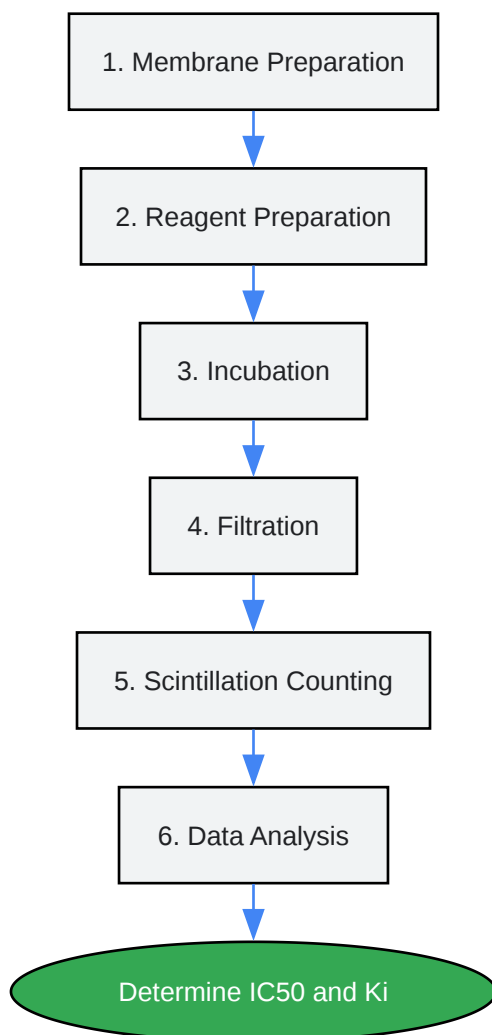 1. Membrane Preparation
2. Reagent Preparation
3. Incubation
4. Filtration
5. Scintillation Counting
6. Data Analysis
Determine IC50 and Ki